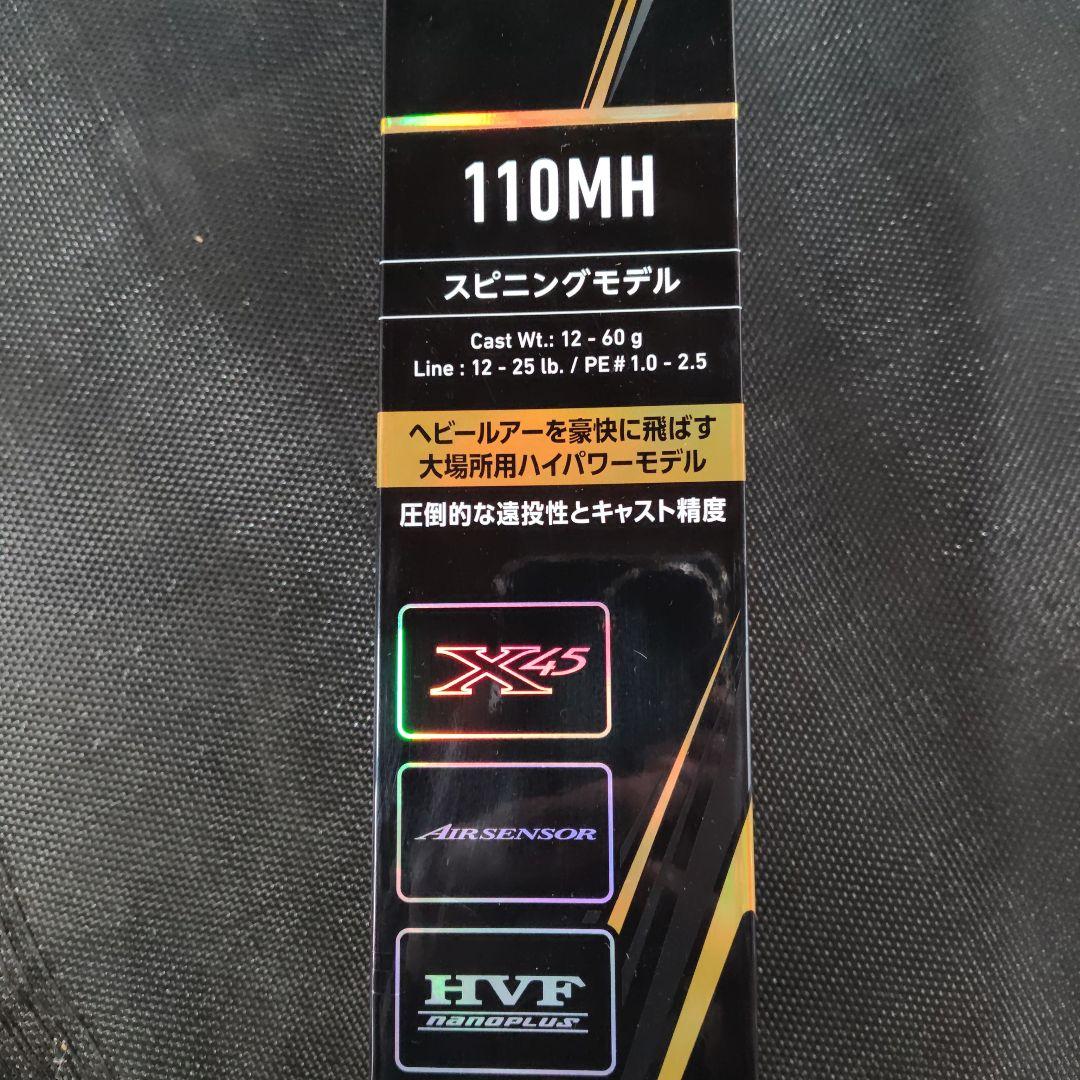 110MH
スピニングモデル
Cast Wt.: 12 - 60 g
Line : 12 - 25 lb. / PE # 1.0 - 2.5
ヘビールアーを豪快に飛ばす
大場所用ハイパワーモデル
圧倒的な遠投性とキャスト精度
X45
AIR SENSOR
HVF
nanoPLUS